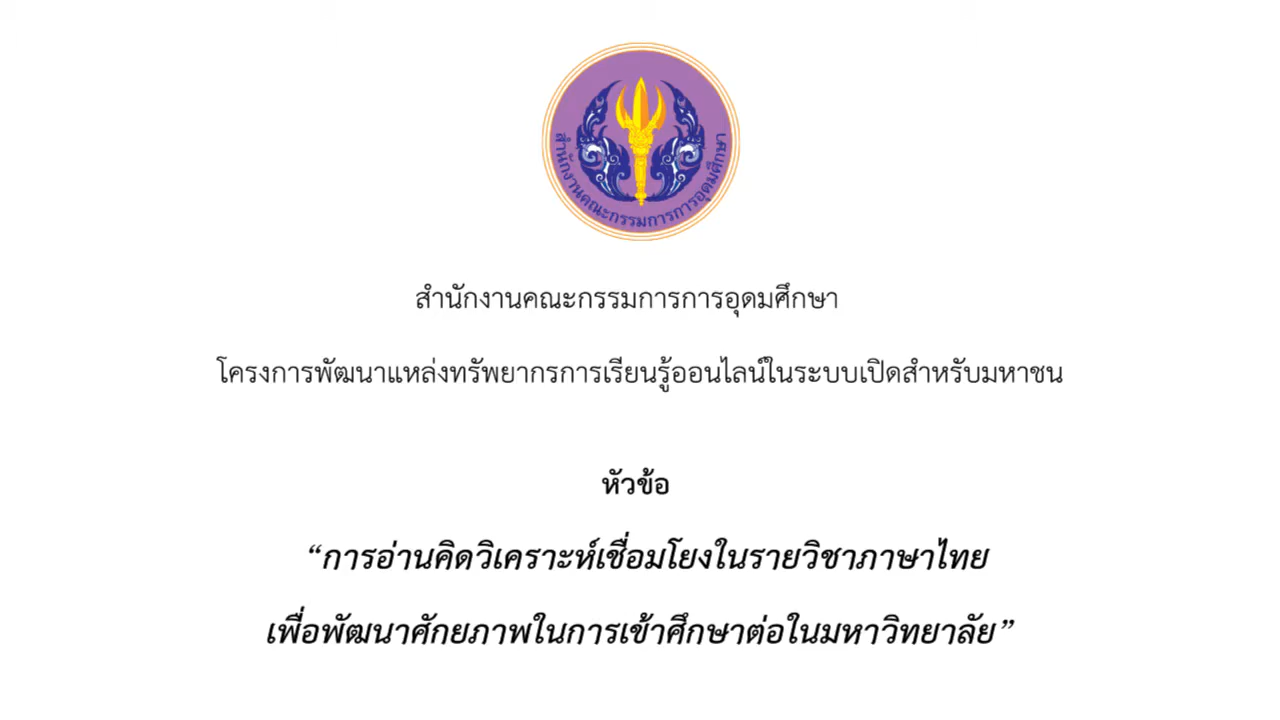 สำนักงานคณะกรรมการการอุดมศึกษา
สำนักงานคณะกรรมการการอุดมศึกษา
โครงการพัฒนาแหล่งทรัพยากรการเรียนรู้ออนไลน์ในระบบเปิดสำหรับมหาชน
หัวข้อ
“การอ่านคิดวิเคราะห์เชื่อมโยงในรายวิชาภาษาไทย
เพื่อพัฒนาศักยภาพในการเข้าศึกษาต่อในมหาวิทยาลัย”